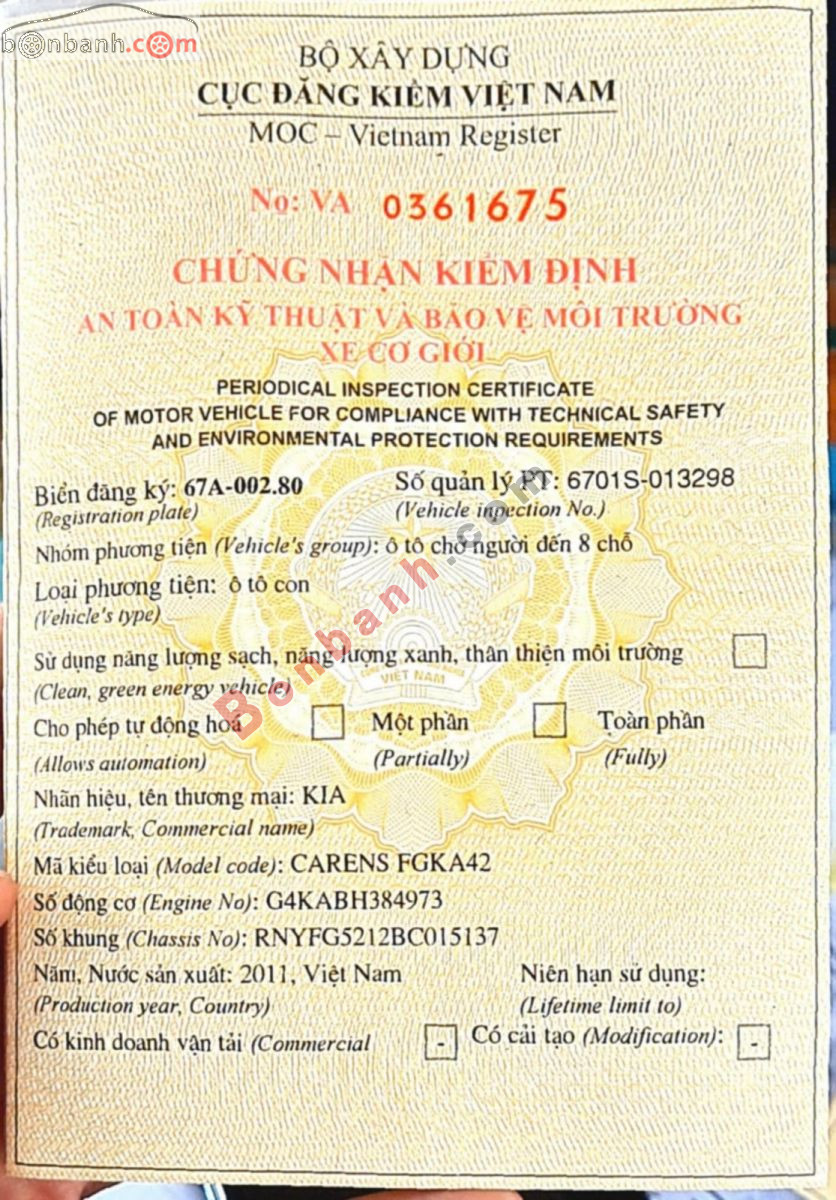 bonbanh.com
BỘ XÂY DỰNG
CỤC ĐĂNG KIỂM VIỆT NAM
MOC – Vietnam Register
No: VA 0361675
CHỨNG NHẬN KIỂM ĐỊNH
AN TOÀN KỸ THUẬT VÀ BẢO VỆ MÔI TRƯỜNG
XE CƠ GIỚI
PERIODICAL INSPECTION CERTIFICATE
OF MOTOR VEHICLE FOR COMPLIANCE WITH TECHNICAL SAFETY
AND ENVIRONMENTAL PROTECTION REQUIREMENTS
Biển đăng ký: 67A-002.80 Số quản lý PT: 6701S-013298
(Registration plate) (Vehicle inpection No.)
Nhóm phương tiện (Vehicle's group): ô tô chở người đến 8 chỗ
Loại phương tiện: ô tô con
(Vehicle's type)
Bonbanh.com
Sử dụng năng lượng sạch, năng lượng xanh, thân thiện môi trường
VIỆT NAM
(Clean, green energy vehicle)
Cho phép tự động hoá Một phần Toàn phần
(Allows automation) (Partially) (Fully)
Nhãn hiệu, tên thương mại: KIA
(Trademark, Commercial name)
Mã kiểu loại (Model code): CARENS FGKA42
Số động cơ (Engine No): G4KABH384973
Số khung (Chassis No): RNYFG5212BC015137
Năm, Nước sản xuất: 2011, Việt Nam Niên hạn sử dụng:
(Production year, Country) (Lifetime limit to)
Có kinh doanh vận tải (Commercial - Có cải tạo (Modification): -